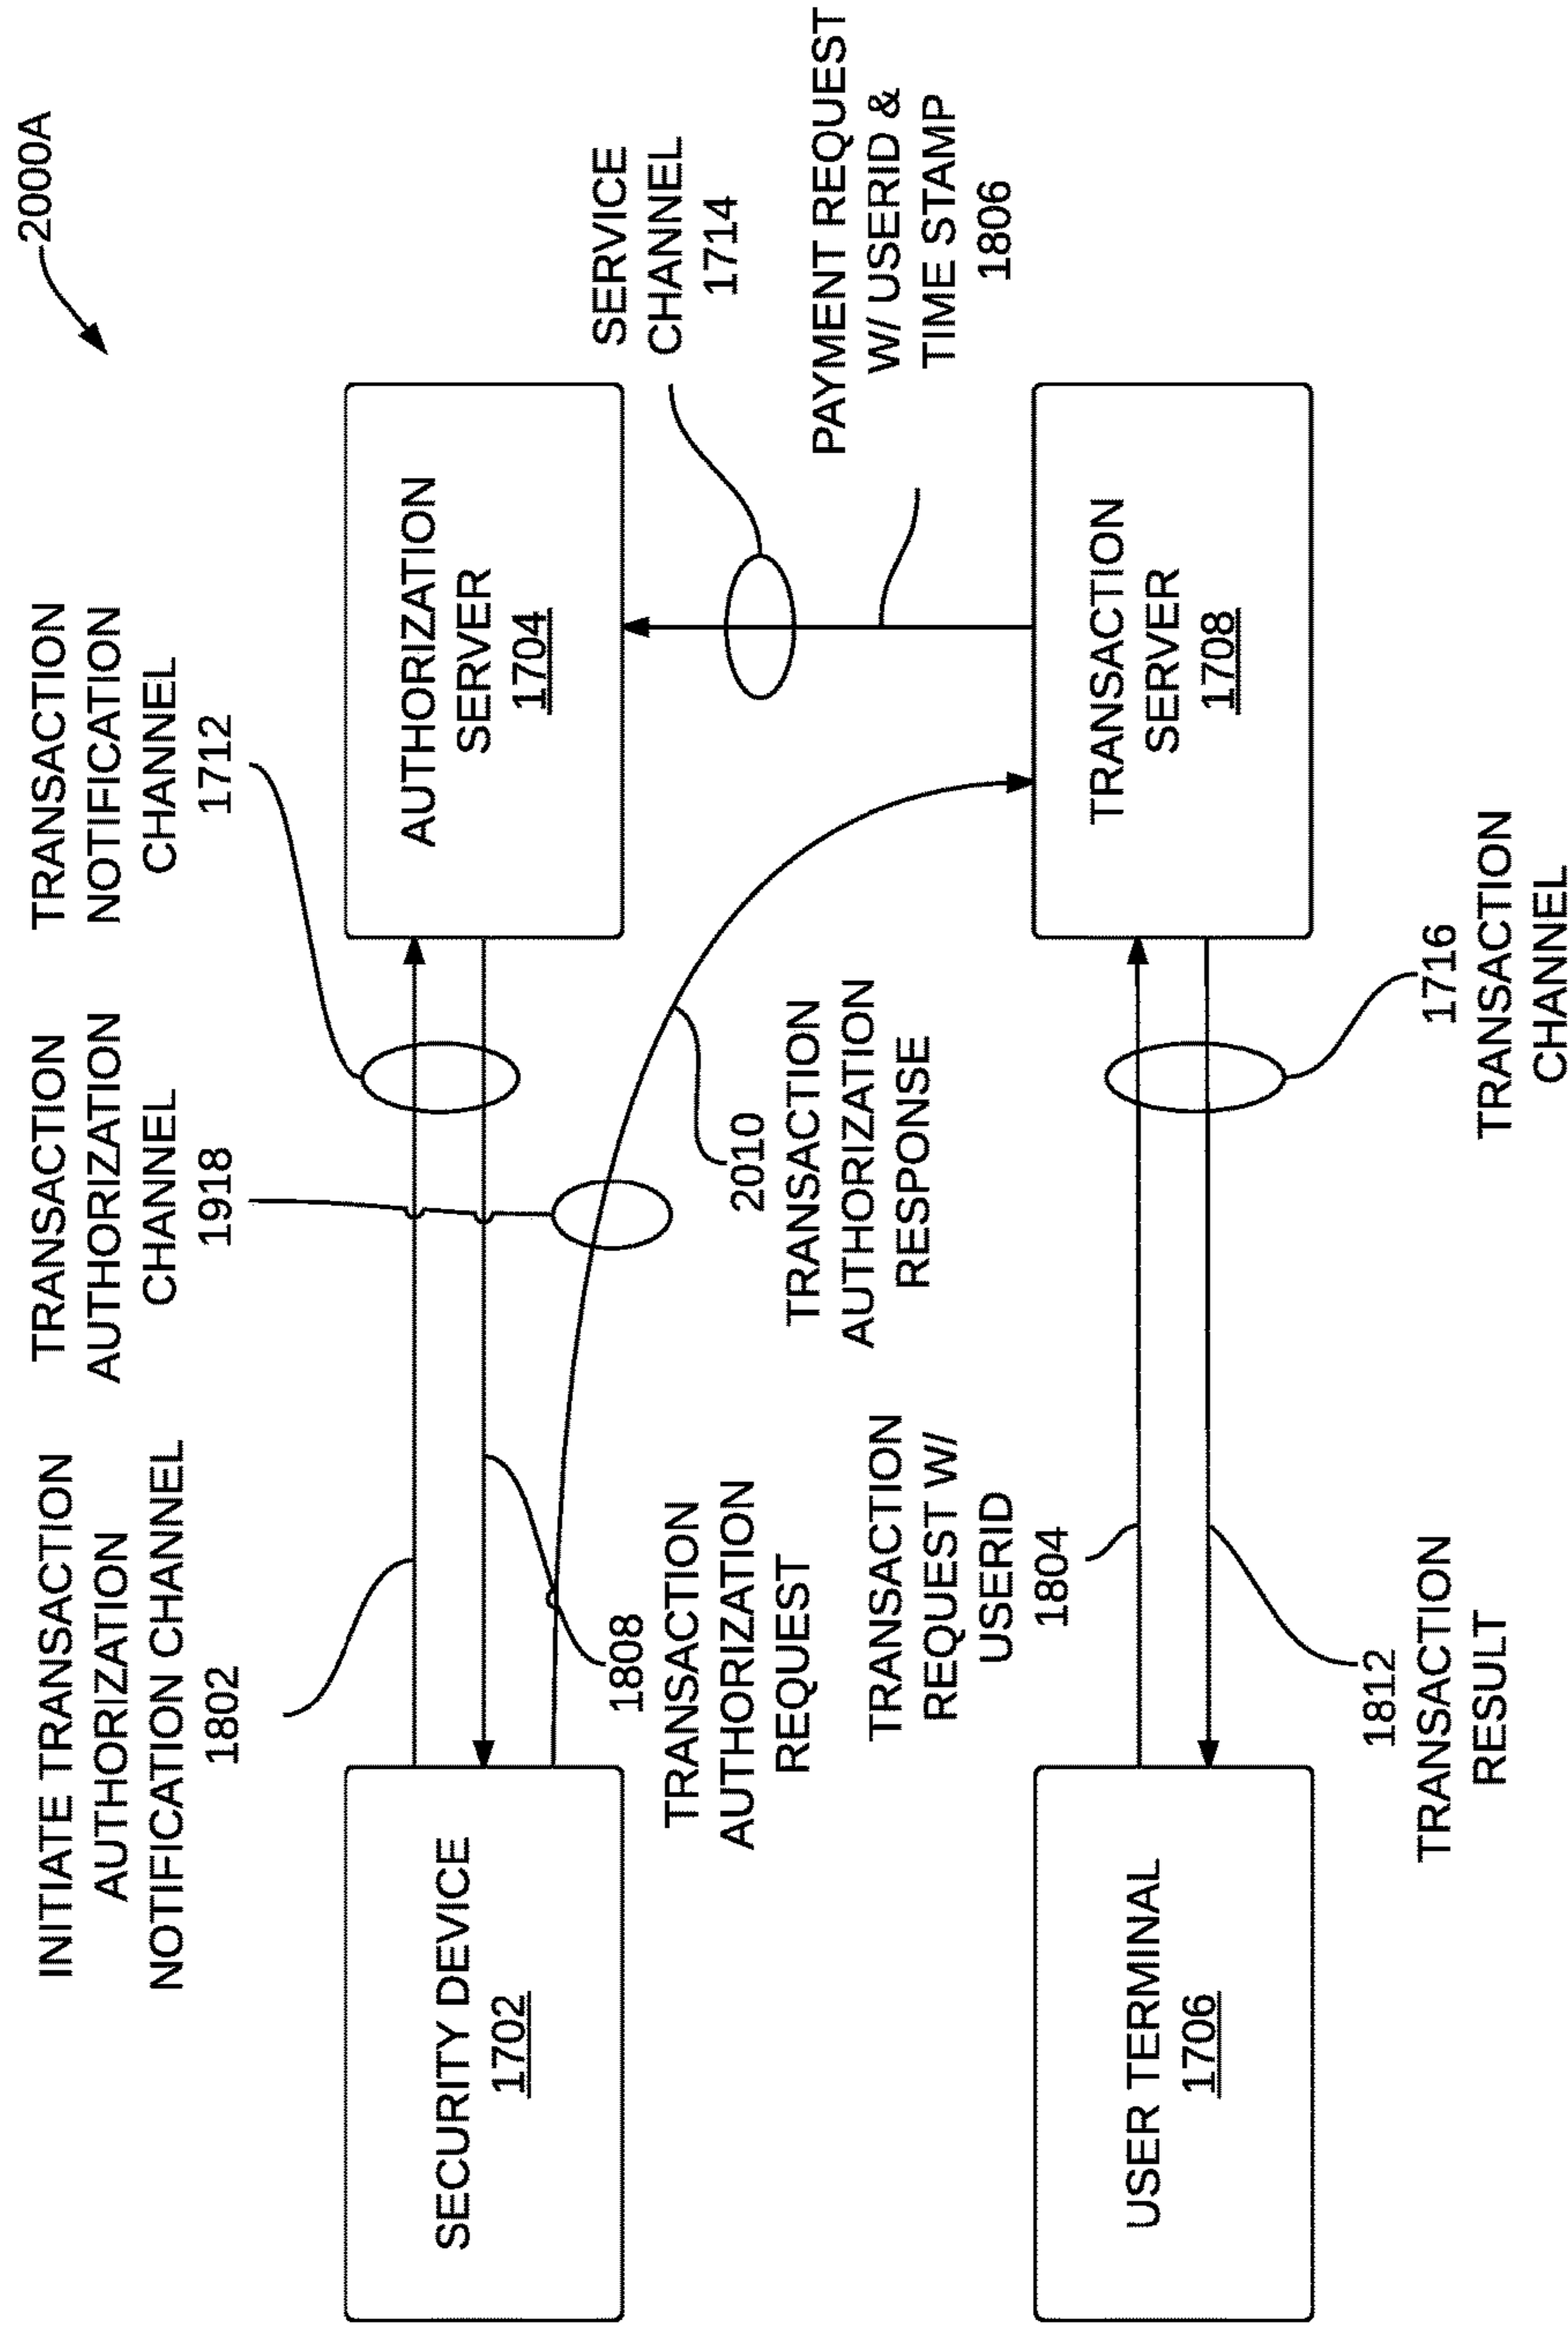 2000A
INITIATE TRANSACTION
AUTHORIZATION
NOTIFICATION CHANNEL
1802
TRANSACTION
AUTHORIZATION
CHANNEL
1918
TRANSACTION
NOTIFICATION
CHANNEL
1712
SECURITY DEVICE
1702
AUTHORIZATION
SERVER
1704
SERVICE
CHANNEL
1714
1808
TRANSACTION
AUTHORIZATION
REQUEST
2010
TRANSACTION
AUTHORIZATION
RESPONSE
PAYMENT REQUEST
W/ USERID &
TIME STAMP
1806
TRANSACTION
REQUEST W/
USERID
1804
USER TERMINAL
1706
TRANSACTION
SERVER
1708
1812
TRANSACTION
RESULT
1716
TRANSACTION
CHANNEL